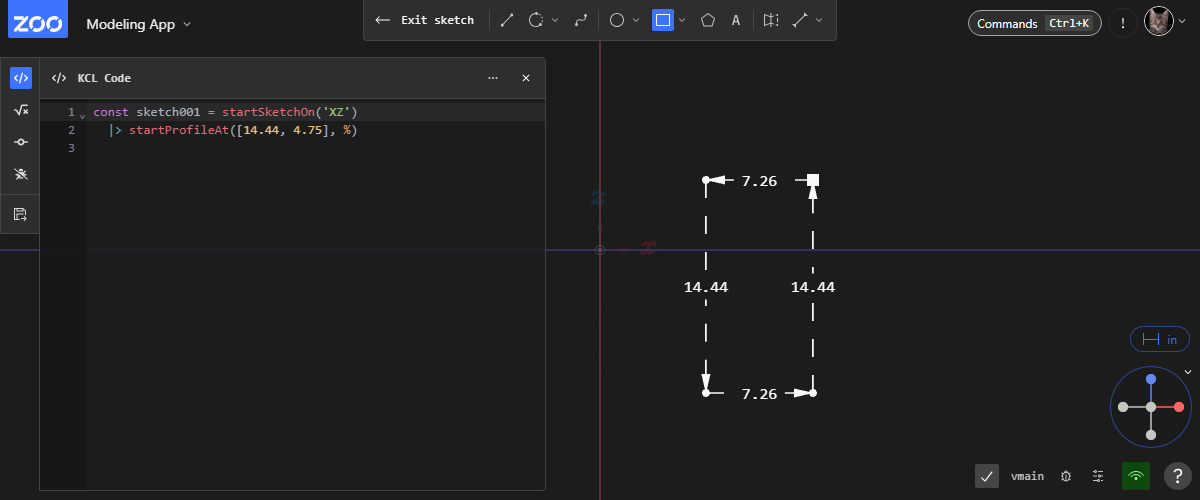 ZOO Modeling App
Exit sketch
A
Commands Ctrl+K
!
KCL Code
1 const sketch001 = startSketchOn('XZ')
2 |> startProfileAt([14.44, 4.75], %)
3
7.26
z
x
14.44 14.44
7.26
in
vmain
?